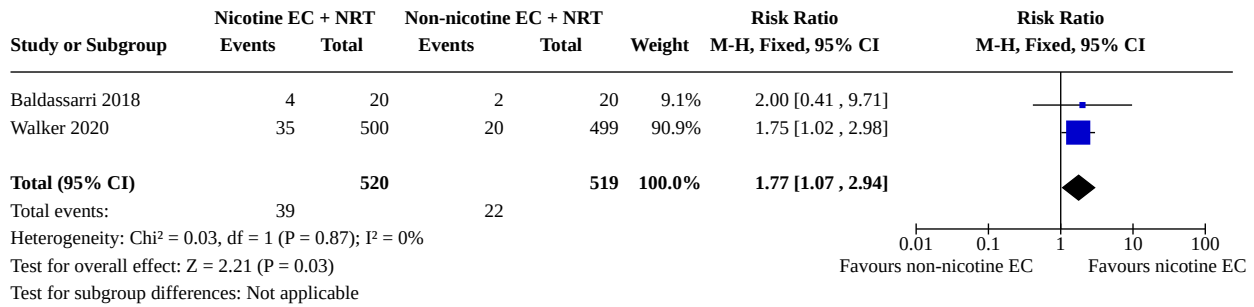 Nicotine EC + NRT Non-nicotine EC + NRT Risk Ratio Risk Ratio
Study or Subgroup Events Total Events Total Weight M-H, Fixed, 95% CI M-H, Fixed, 95% CI
Baldassarri 2018 4 20 2 20 9.1% 2.00 [0.41 , 9.71]
Walker 2020 35 500 20 499 90.9% 1.75 [1.02 , 2.98]
Total (95% CI) 520 519 100.0% 1.77 [1.07 , 2.94]
Total events: 39 22
Heterogeneity: Chi² = 0.03, df = 1 (P = 0.87); I² = 0% 0.01 0.1 1 10 100
Test for overall effect: Z = 2.21 (P = 0.03) Favours non-nicotine EC Favours nicotine EC
Test for subgroup differences: Not applicable